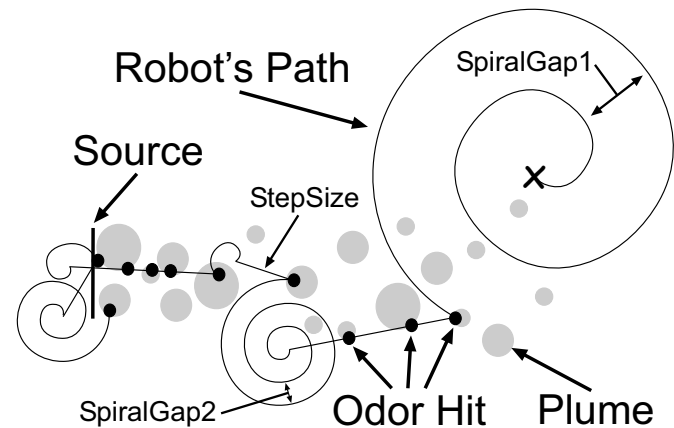 Robot's Path
SpiralGap1
Source
StepSize
SpiralGap2
Odor Hit
Plume